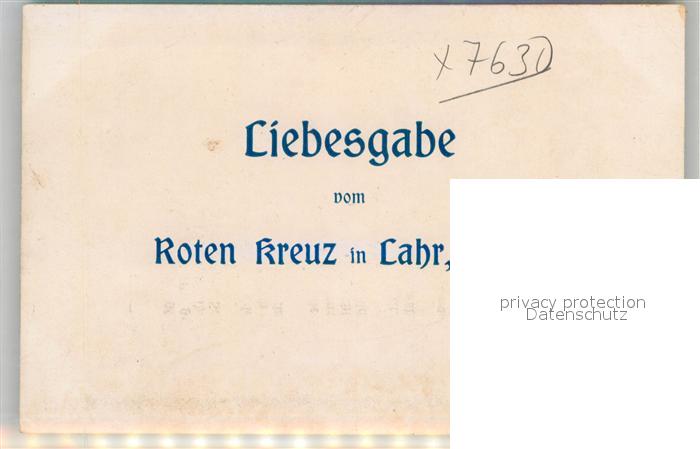 x7630
Liebesgabe
vom
Roten Kreuz in Lahr,
privacy protection
Datenschutz